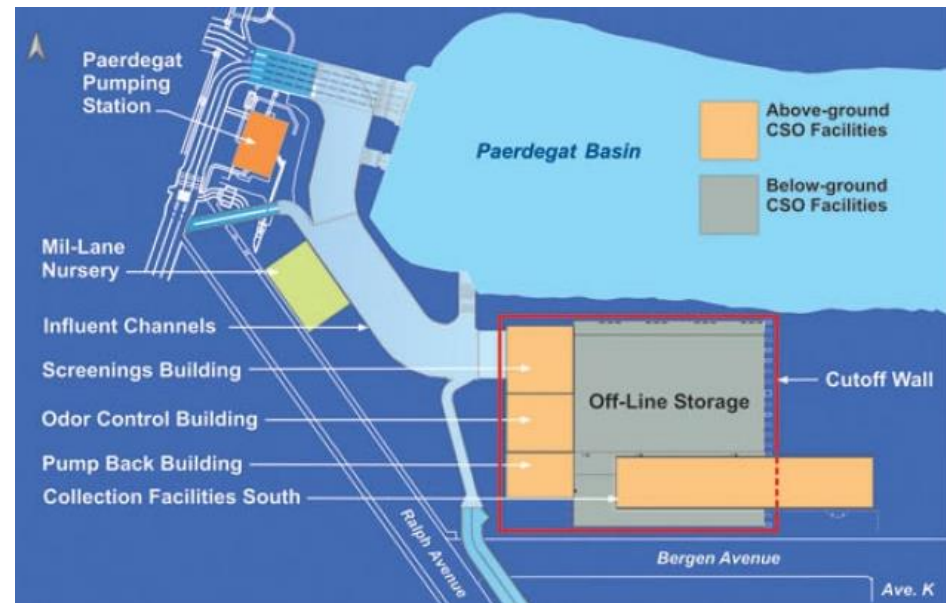 Paerdegat
Pumping
Station
Mil-Lane
Nursery
Influent Channels
Screenings Building
Odor Control Building
Pump Back Building
Collection Facilities South
Paerdegat Basin
Above-ground
CSO Facilities
Below-ground
CSO Facilities
Off-Line Storage
Cutoff Wall
Ralph Avenue
Bergen Avenue
Ave. K